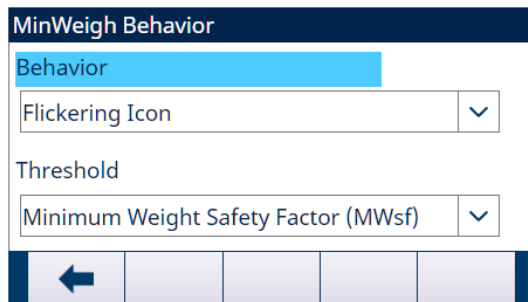 MinWeigh Behavior
Behavior
Flickering Icon
Threshold
Minimum Weight Safety Factor (MWsf)